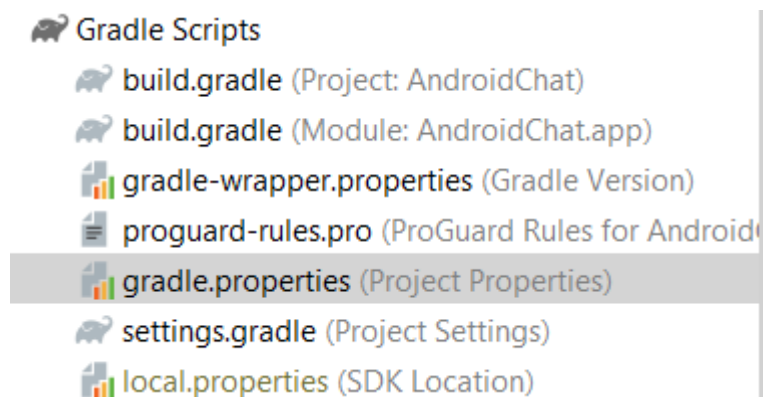 Gradle Scripts
build.gradle (Project: AndroidChat)
build.gradle (Module: AndroidChat.app)
gradle-wrapper.properties (Gradle Version)
proguard-rules.pro (ProGuard Rules for Android
gradle.properties (Project Properties)
settings.gradle (Project Settings)
local.properties (SDK Location)